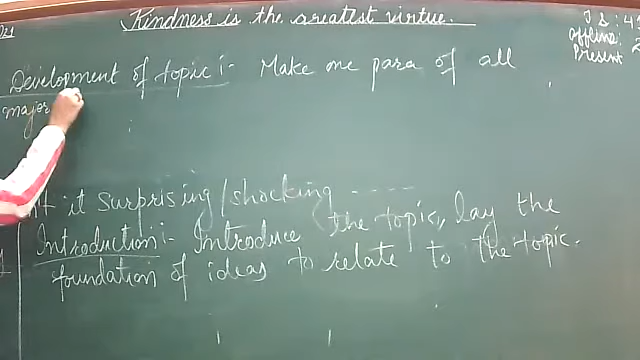 Kindness is the greatest virtue.
Offline:
Present
Development of topic :- Make one para of all
major
it surprising/shocking ----
Introduction :- Introduce the topic, lay the
foundation of ideas to relate to the topic.